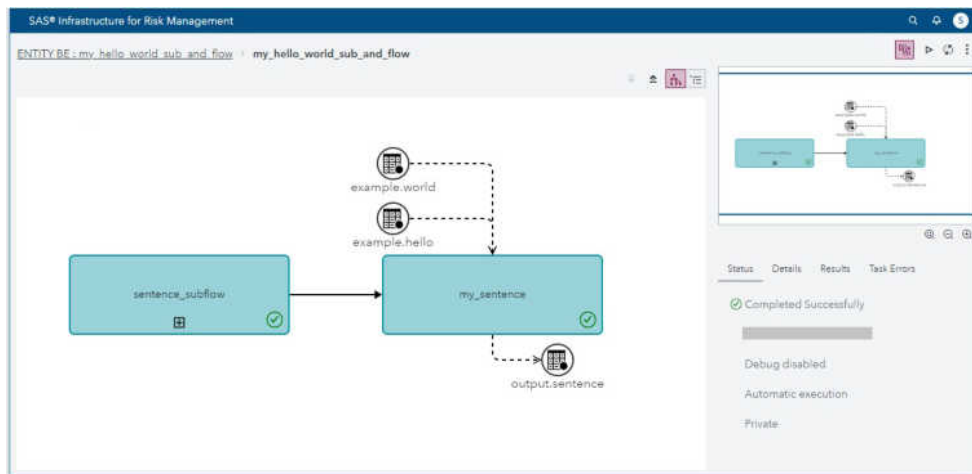 SAS® Infrastructure for Risk Management
S
ENTITY BE : my_hello_world_sub_and_flow
my_hello_world_sub_and_flow
example.world
example.hello
sentence_subflow
my_sentence
output.sentence
Status Details Results Task Errors
Completed Successfully
Debug disabled
Automatic execution
Private